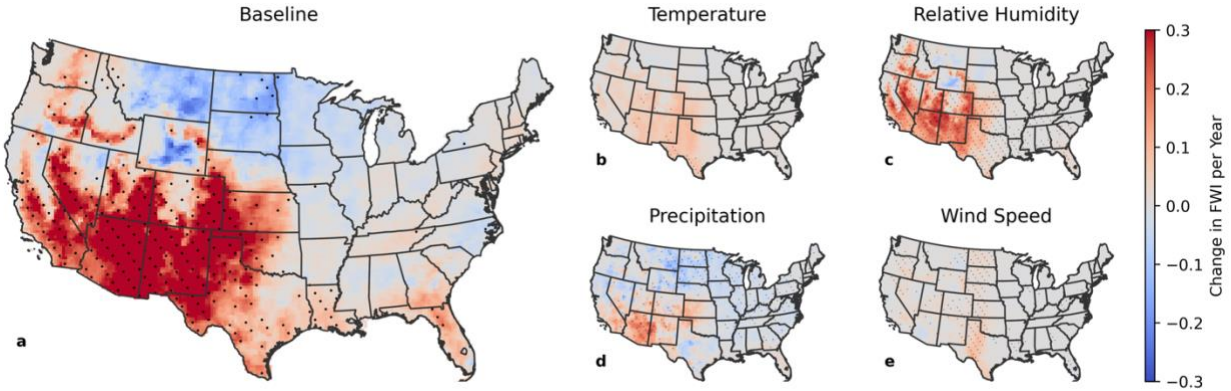 Baseline
Temperature
Relative Humidity
b
c
Precipitation
Wind Speed
a
d
e
0.3
0.2
0.1
0.0
−0.1
−0.2
−0.3
Change in FWI per Year